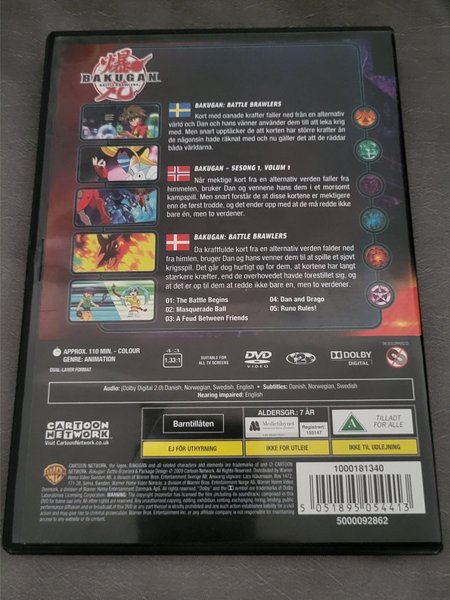 爆
BAKUGAN
BATTLE BRAWLERS
BAKUGAN: BATTLE BRAWLERS
Kort med oanade krafter faller ned från en alternativ
värld och Dan och hans vänner använder dem till att leka krig
med. Men snart upptäcker de att korten har större krafter än
de någonsin hade räknat med och nu gäller det att de räddar
båda världarna.
BAKUGAN – SESONG 1, VOLUM 1
Når mektige kort fra en alternativ verden faller fra
himmelen, bruker Dan og vennene hans dem i et morsomt
kampspill. Men snart forstår de at disse kortene er mektigere
enn de først trodde, og det ender opp med at de må redde ikke
bare én, men to verdener.
BAKUGAN: BATTLE BRAWLERS
Da kraftfulde kort fra en alternativ verden falder ned
fra himlen, bruger Dan og hans venner dem til at spille et sjovt
krigsspil. Det går dog hurtigt op for dem, at kortene har langt
stærkere kræfter, end de overhovedet havde forestillet sig, og
at det er op til dem at redde ikke bare én, men to verdener.
01: The Battle Begins
02: Masquerade Ball
03: A Feud Between Friends
04: Dan and Drago
05: Runo Rules!
APPROX. 110 MIN. - COLOUR
GENRE: ANIMATION
DUAL-LAYER FORMAT
4:3
1.33:1
SUITABLE FOR
ALL TV SCREENS
DVD
VIDEO
2
DOLBY
DIGITAL
Audio: (Dolby Digital 2.0) Danish, Norwegian, Swedish, English • Subtitles: Danish, Norwegian, Swedish
Hearing impaired: English
CARTOON
NETWORK
Visit CartoonNetwork.co.uk
Barntillåten
EJ FÖR UTHYRNING
ALDERSGR.: 7 ÅR
Medietilsynet
Registrert:
155147
IKKE FOR UTLEIE
A
TILLADT
FOR ALLE
IKKE TIL UDLEJNING
WB
1000181340
5 051895 054413
5000092862